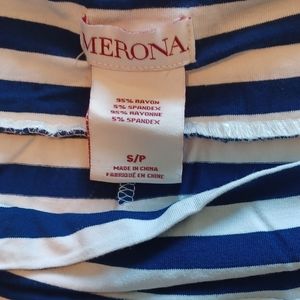 MERONA
95% RAYON
5% SPANDEX
95% RAYONNE
5% SPANDEX
S/P
MADE IN CHINA
FABRIQUÉ EN CHINE